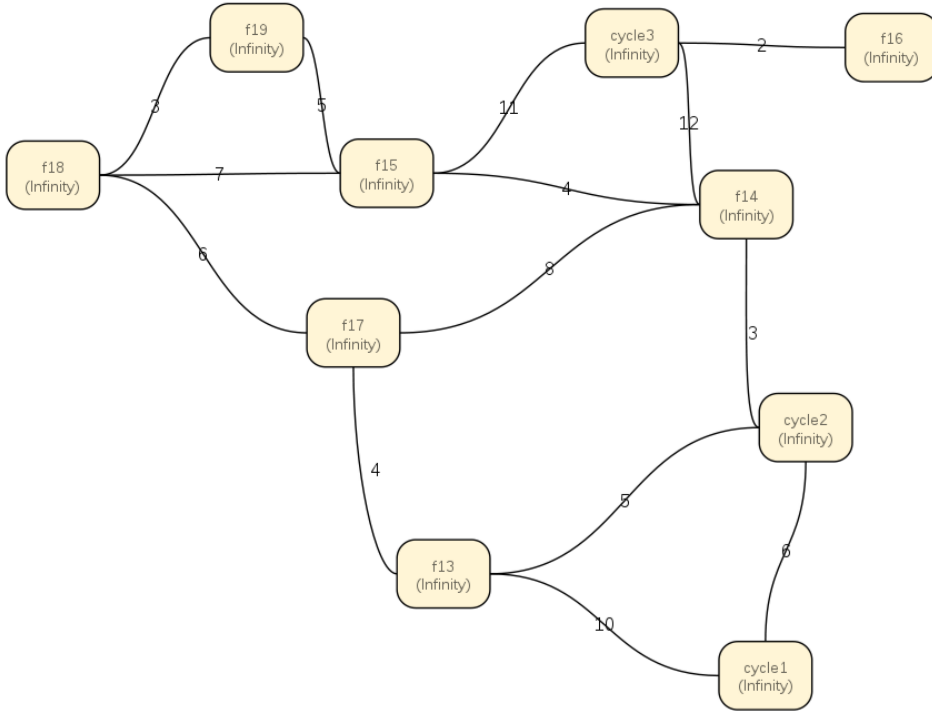 f19
(Infinity)
cycle3
(Infinity)
2
f16
(Infinity)
3
5
11
12
f18
(Infinity)
7
f15
(Infinity)
4
f14
(Infinity)
6
8
f17
(Infinity)
3
cycle2
(Infinity)
4
5
6
f13
(Infinity)
10
cycle1
(Infinity)